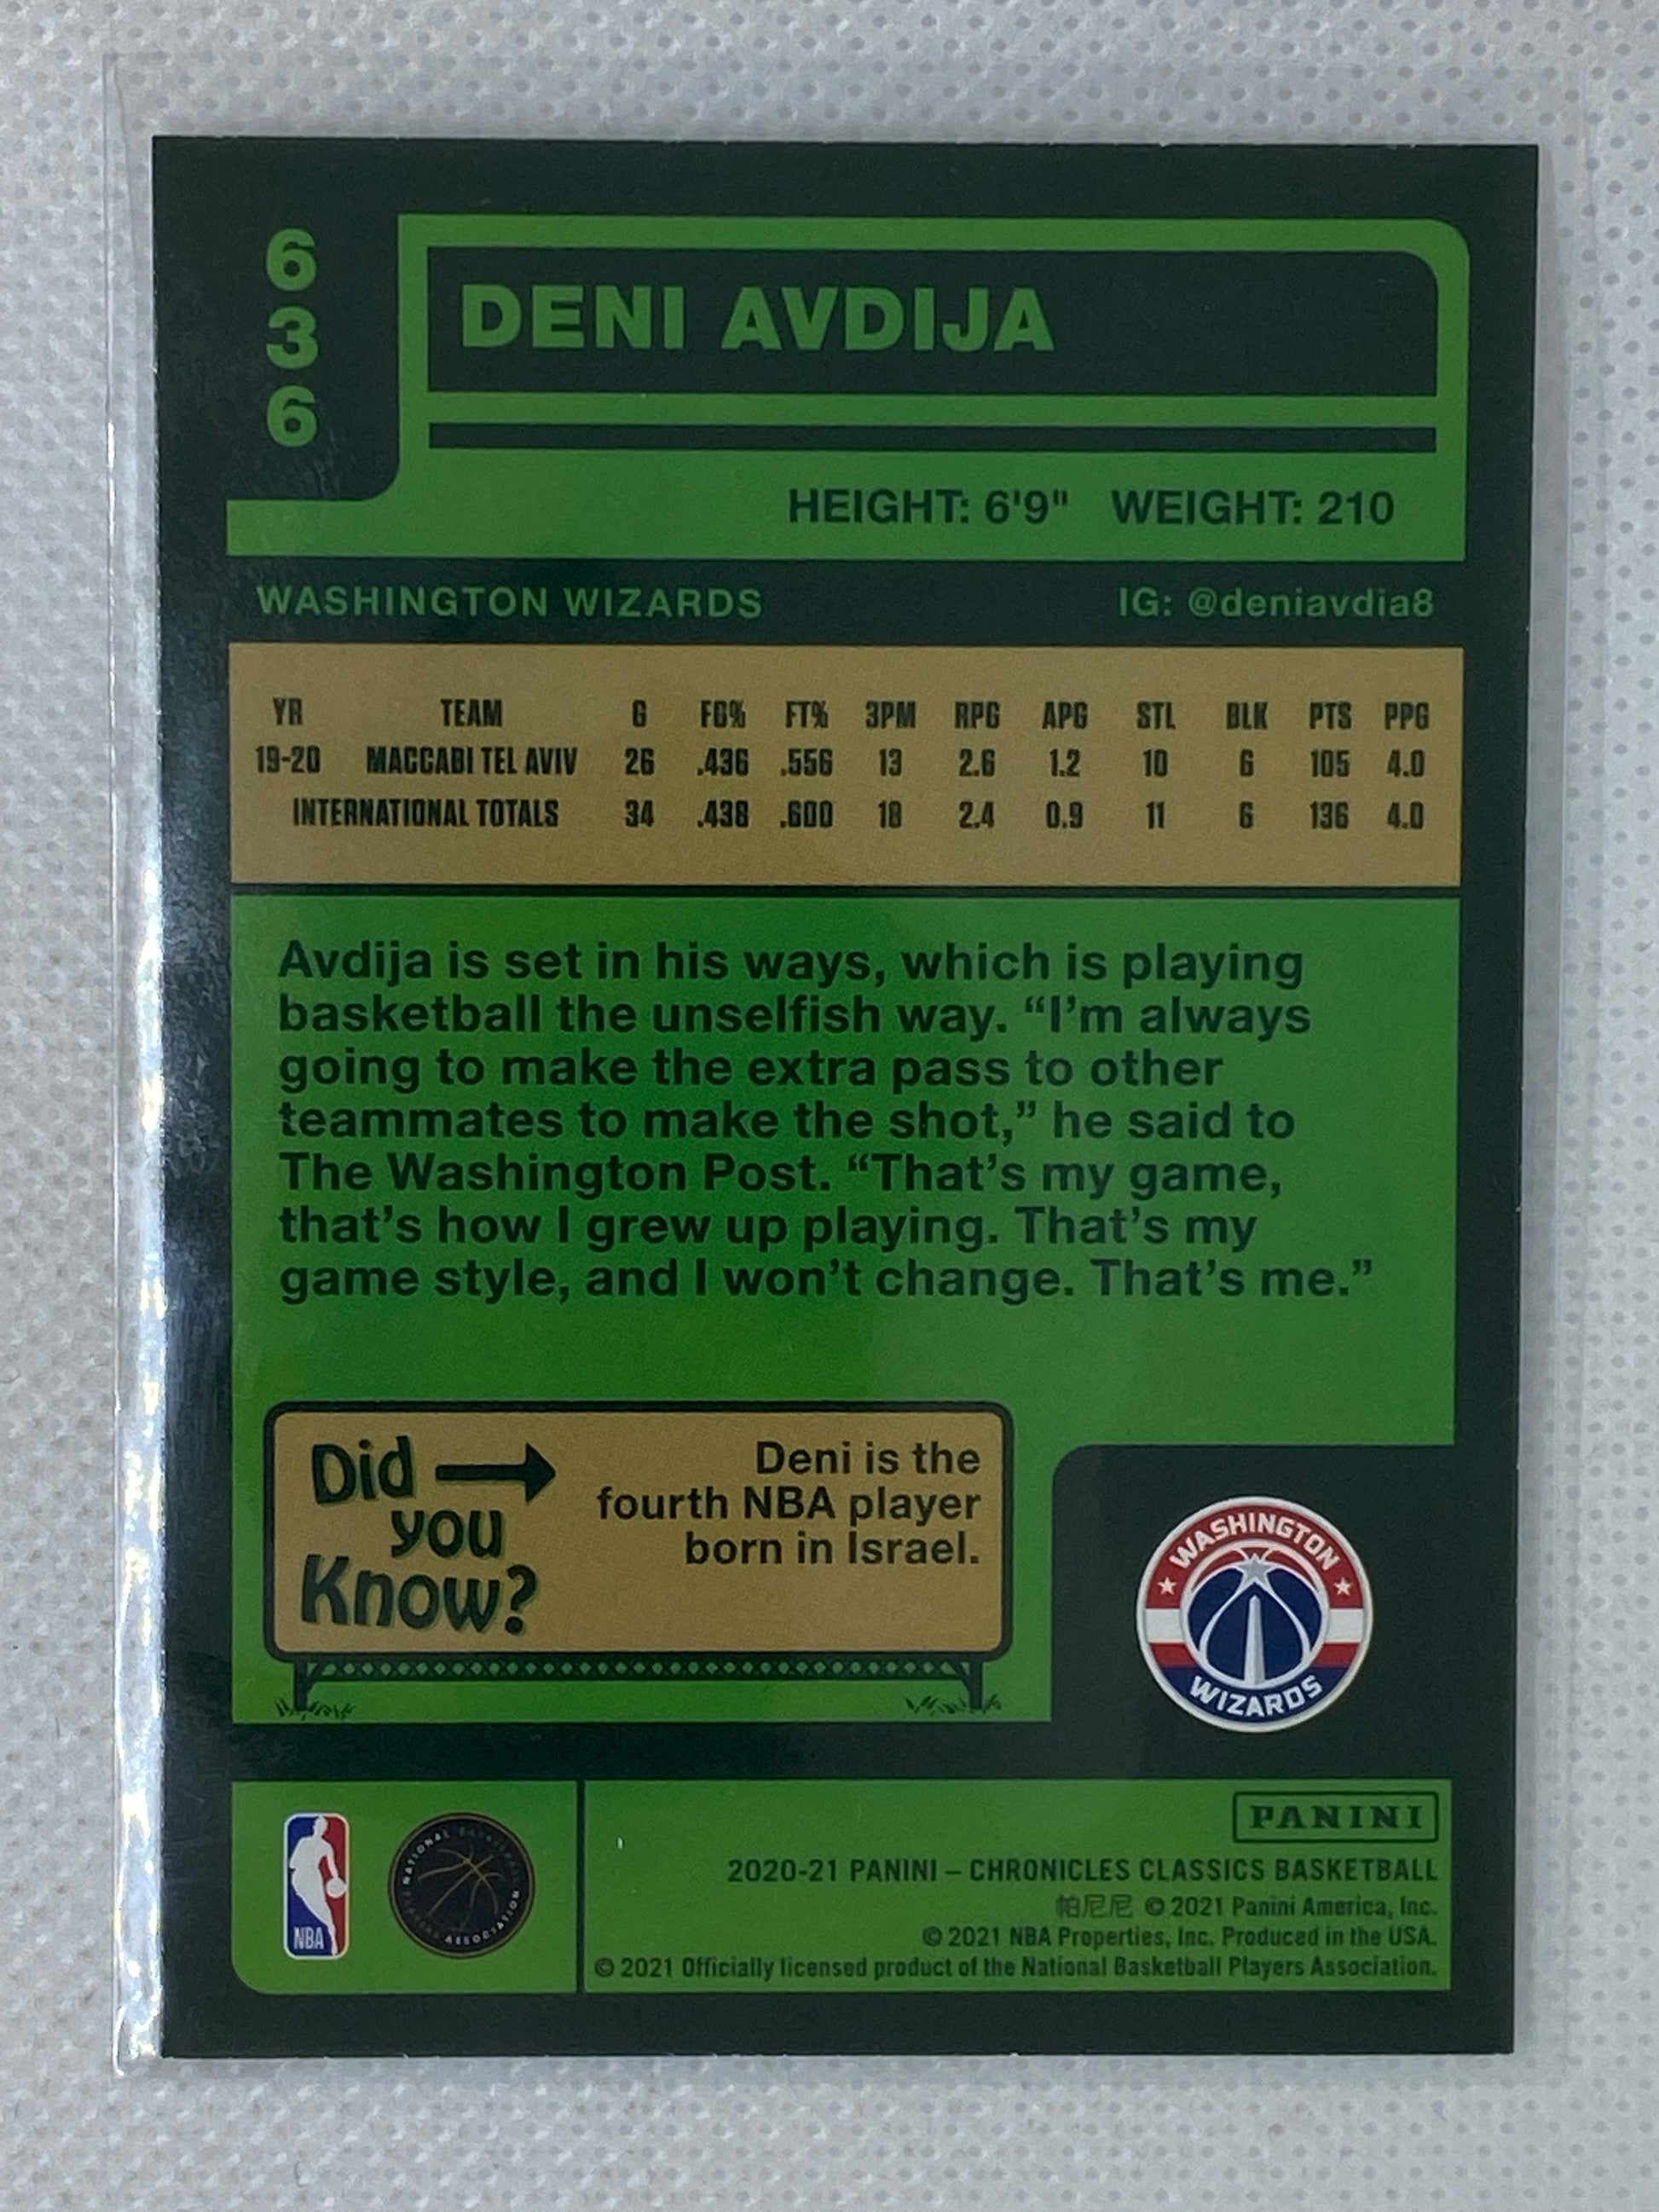 636
DENI AVDIJA
HEIGHT: 6'9" WEIGHT: 210
WASHINGTON WIZARDS IG: @deniavdia8
YR TEAM G FG% FT% 3PM RPG APG STL BLK PTS PPG
19-20 MACCABI TEL AVIV 26 .436 .556 13 2.6 1.2 10 6 105 4.0
INTERNATIONAL TOTALS 34 .438 .600 18 2.4 0.9 11 6 136 4.0
Avdija is set in his ways, which is playing
basketball the unselfish way. “I’m always
going to make the extra pass to other
teammates to make the shot,” he said to
The Washington Post. “That’s my game,
that’s how I grew up playing. That’s my
game style, and I won’t change. That’s me.”
Did you Know?
Deni is the
fourth NBA player
born in Israel.
WASHINGTON
WIZARDS
NBA
NATIONAL BASKETBALL
PLAYERS ASSOCIATION
PANINI
2020-21 PANINI – CHRONICLES CLASSICS BASKETBALL
帕尼尼 © 2021 Panini America, Inc.
© 2021 NBA Properties, Inc. Produced in the USA.
© 2021 Officially licensed product of the National Basketball Players Association.